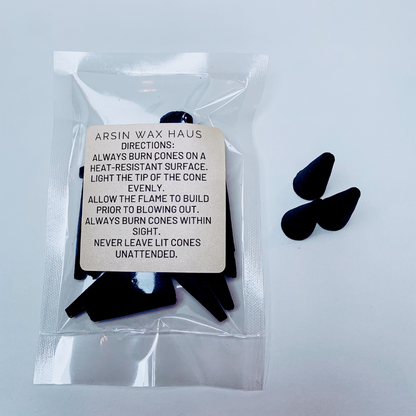 ARSIN WAX HAUS
DIRECTIONS:
ALWAYS BURN CONES ON A
HEAT-RESISTANT SURFACE.
LIGHT THE TIP OF THE CONE
EVENLY.
ALLOW THE FLAME TO BUILD
PRIOR TO BLOWING OUT.
ALWAYS BURN CONES WITHIN
SIGHT.
NEVER LEAVE LIT CONES
UNATTENDED.